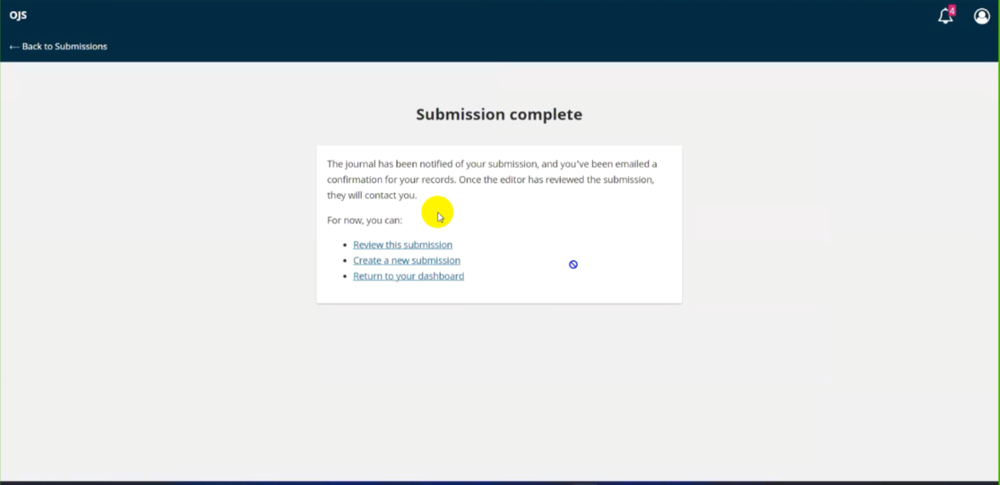 OJS
4
← Back to Submissions
Submission complete
The journal has been notified of your submission, and you've been emailed a
confirmation for your records. Once the editor has reviewed the submission,
they will contact you.
For now, you can:
• Review this submission
• Create a new submission
• Return to your dashboard